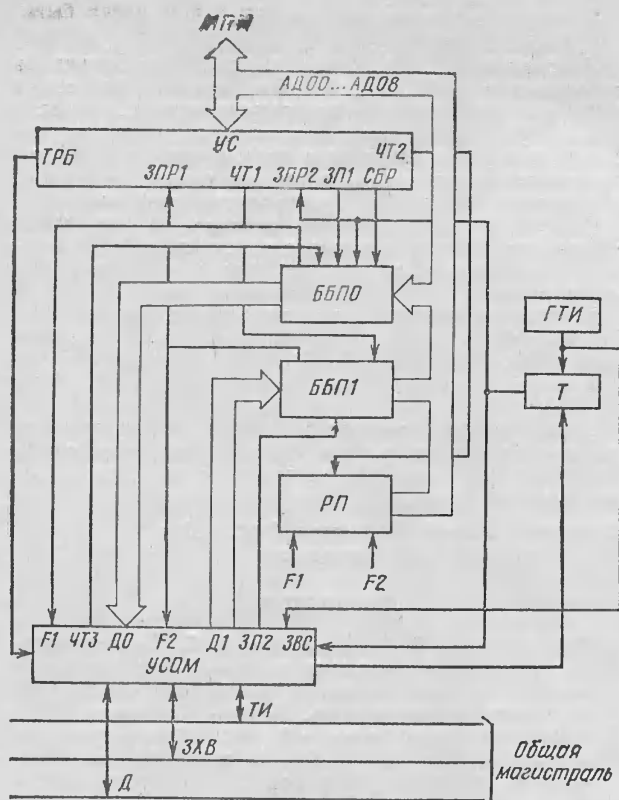 МПИ
АД00...АД08
УС
ТРБ
ЧТ2
ЗПР1 ЧТ1 ЗПР2 ЗП1 СБР
ББП0
ГТИ
Т
ББП1
РП
F1 F2
F1 ЧТ3 Д0 F2 Д1 ЗП2 ЗВС
УСОМ
ТИ
ЗХВ
Общая
магистраль
Д